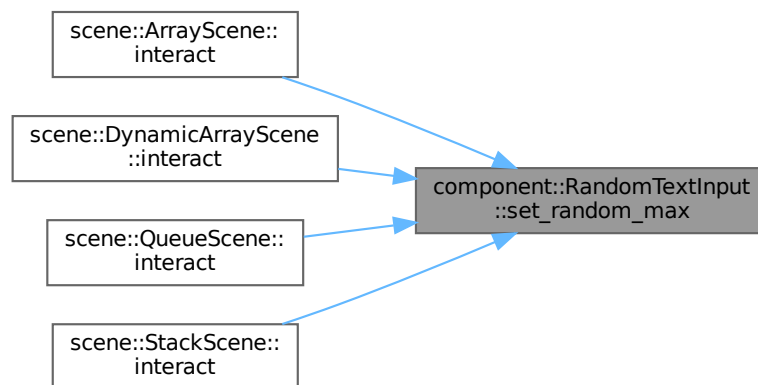 scene::ArrayScene::
interact
scene::DynamicArrayScene
::interact
scene::QueueScene::
interact
scene::StackScene::
interact
component::RandomTextInput
::set_random_max